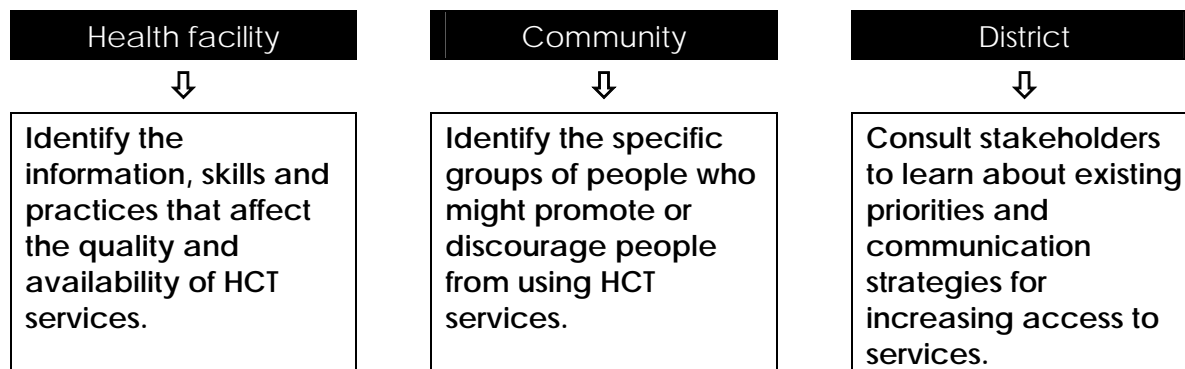 Health facility
Identify the
information, skills and
practices that affect
the quality and
availability of HCT
services.
Community
Identify the specific
groups of people who
might promote or
discourage people
from using HCT
services.
District
Consult stakeholders
to learn about existing
priorities and
communication
strategies for
increasing access to
services.